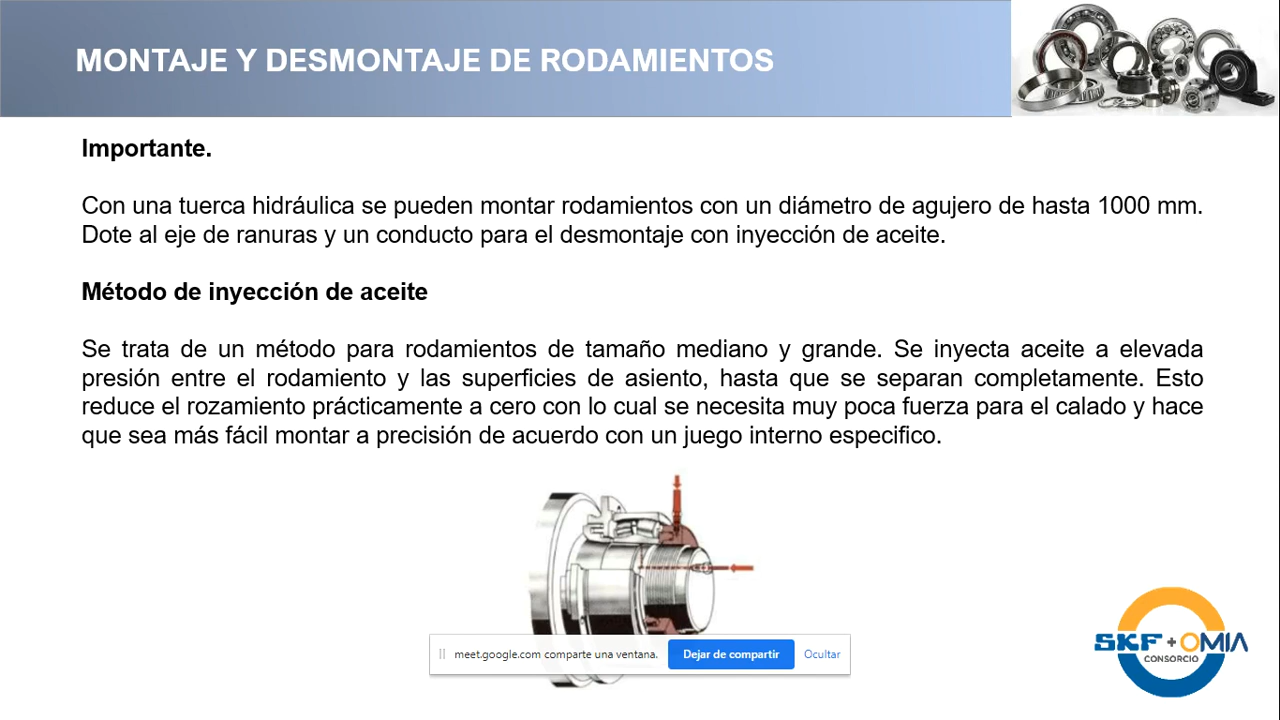 MONTAJE Y DESMONTAJE DE RODAMIENTOS
Importante.
Con una tuerca hidráulica se pueden montar rodamientos con un diámetro de agujero de hasta 1000 mm.
Dote al eje de ranuras y un conducto para el desmontaje con inyección de aceite.
Método de inyección de aceite
Se trata de un método para rodamientos de tamaño mediano y grande. Se inyecta aceite a elevada
presión entre el rodamiento y las superficies de asiento, hasta que se separan completamente. Esto
reduce el rozamiento prácticamente a cero con lo cual se necesita muy poca fuerza para el calado y hace
que sea más fácil montar a precisión de acuerdo con un juego interno especifico.
meet.google.com comparte una ventana.
Dejar de compartir
Ocultar
SKF + OMIA
CONSORCIO